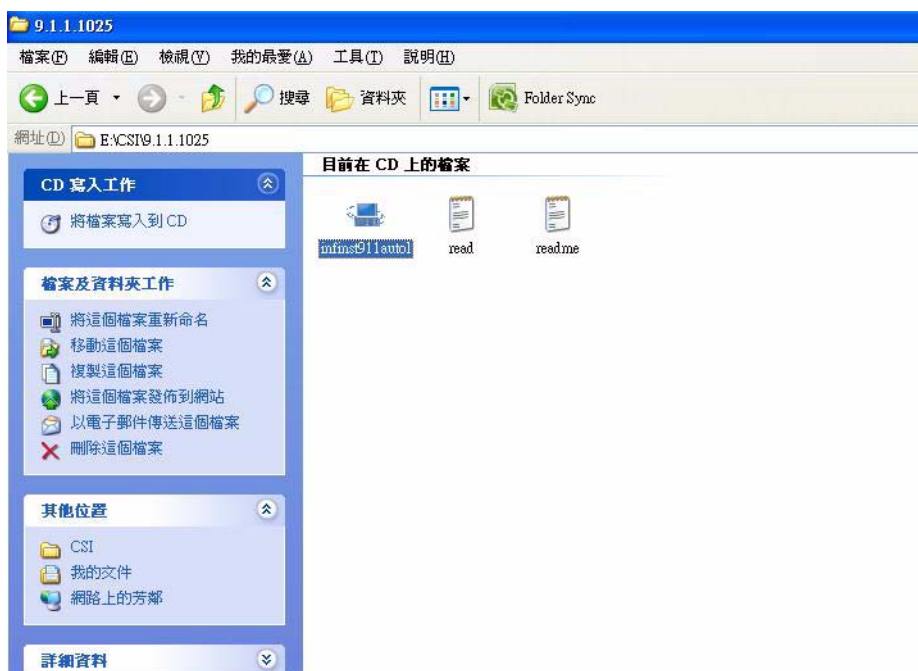 9.1.1.1025
檔案(F) 編輯(E) 檢視(V) 我的最愛(A) 工具(T) 說明(H)
上一頁 搜尋 資料夾 Folder Sync
網址(D) E:\CSI\9.1.1.1025
CD 寫入工作
將檔案寫入到 CD
檔案及資料夾工作
將這個檔案重新命名
移動這個檔案
複製這個檔案
將這個檔案發佈到網站
以電子郵件傳送這個檔案
刪除這個檔案
其他位置
CSI
我的文件
網路上的芳鄰
詳細資料
目前在 CD 上的檔案
infinst911autol read readme